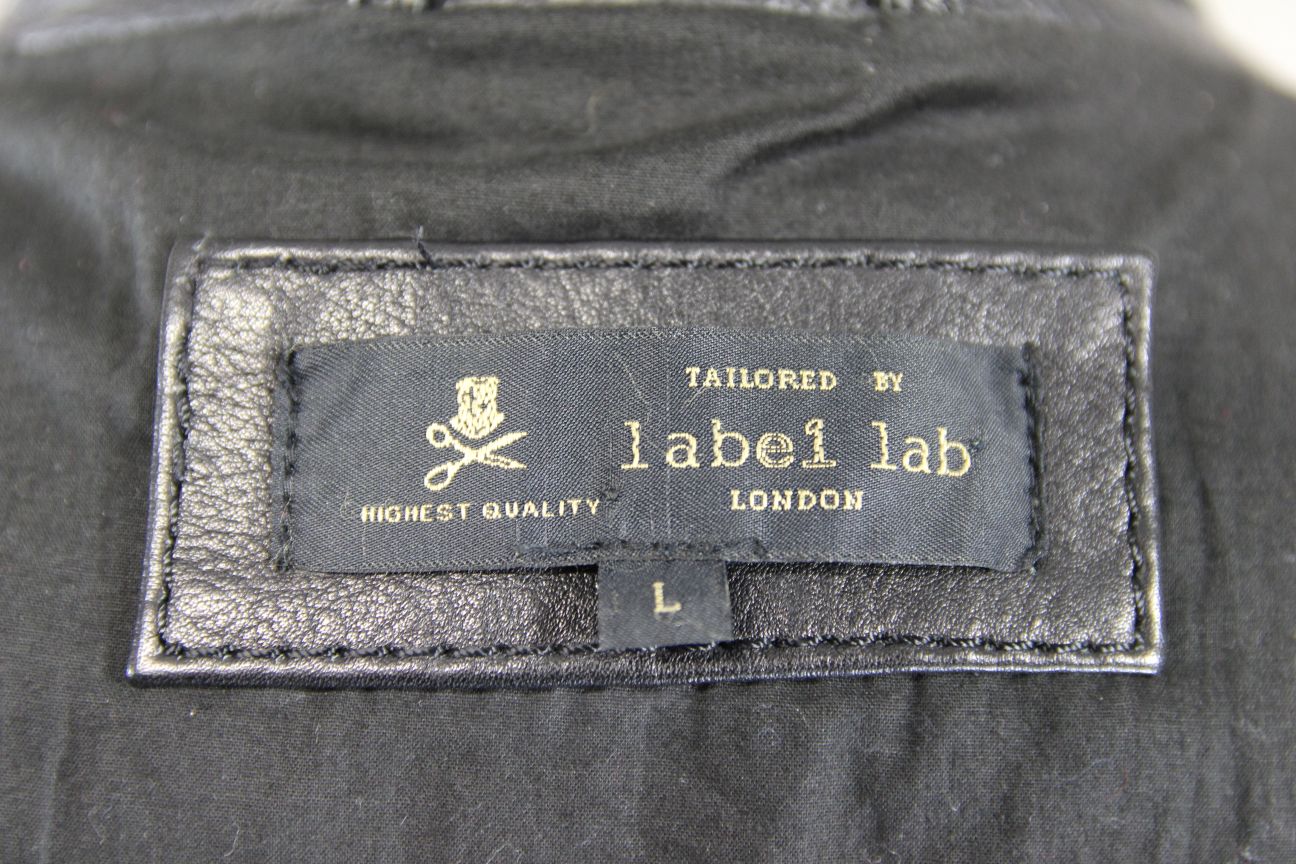 TAILORED BY
label lab
LONDON
HIGHEST QUALITY
L